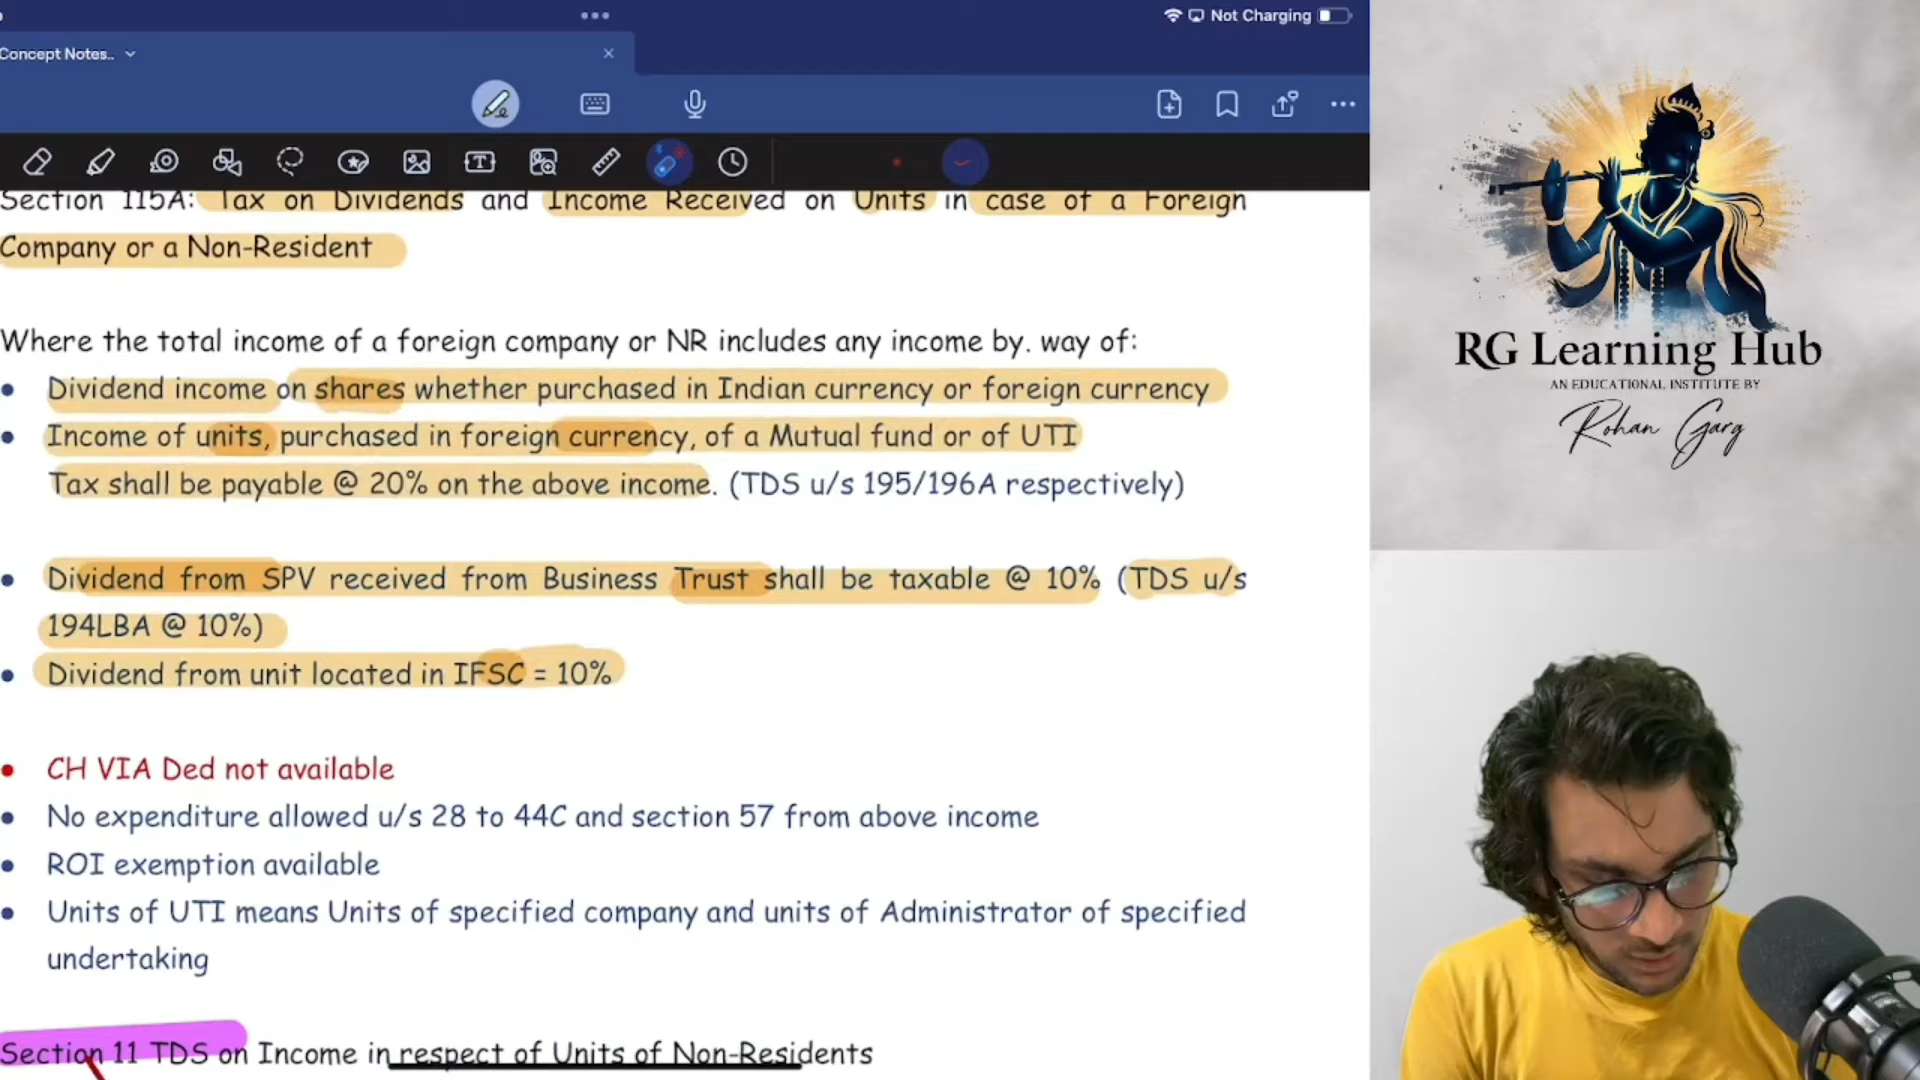 Not Charging
Concept Notes..
Section 115A: Tax on Dividends and Income Received on Units in case of a Foreign
Company or a Non-Resident
Where the total income of a foreign company or NR includes any income by. way of:
• Dividend income on shares whether purchased in Indian currency or foreign currency
• Income of units, purchased in foreign currency, of a Mutual fund or of UTI
Tax shall be payable @ 20% on the above income. (TDS u/s 195/196A respectively)
• Dividend from SPV received from Business Trust shall be taxable @ 10% (TDS u/s
194LBA @ 10%)
• Dividend from unit located in IFSC = 10%
• CH VIA Ded not available
• No expenditure allowed u/s 28 to 44C and section 57 from above income
• ROI exemption available
• Units of UTI means Units of specified company and units of Administrator of specified
undertaking
Section 11 TDS on Income in respect of Units of Non-Residents
RG Learning Hub
AN EDUCATIONAL INSTITUTE BY
Rohan Garg